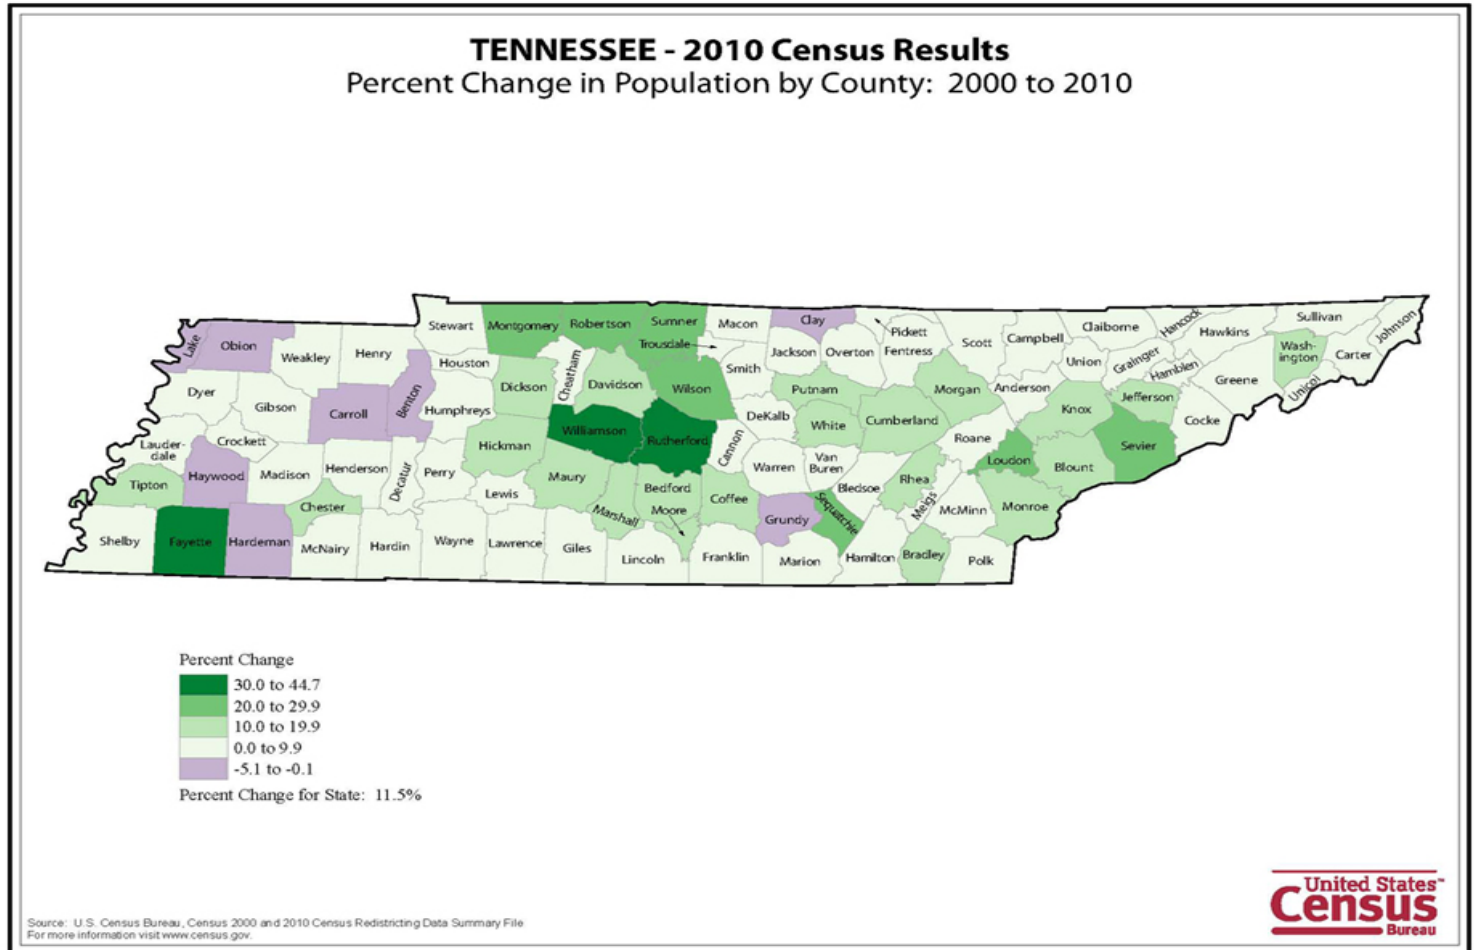 TENNESSEE - 2010 Census Results
Percent Change in Population by County: 2000 to 2010
Stewart
Montgomery
Robertson
Sumner
Macon
Clay
Pickett
Scott
Campbell
Claiborne
Hancock
Hawkins
Sullivan
Johnson
Lake
Obion
Weakley
Henry
Houston
Cheatham
Trousdale
Smith
Jackson
Overton
Fentress
Union
Grainger
Hamblen
Greene
Wash-
ington
Carter
Unicoi
Dyer
Gibson
Carroll
Benton
Humphreys
Dickson
Davidson
Wilson
Putnam
Morgan
Anderson
Knox
Jefferson
Cocke
Lauder-
dale
Crockett
Williamson
Rutherford
Cannon
DeKalb
White
Cumberland
Roane
Loudon
Blount
Sevier
Tipton
Haywood
Madison
Henderson
Decatur
Perry
Hickman
Maury
Bedford
Coffee
Warren
Van
Buren
Bledsoe
Rhea
Meigs
McMinn
Monroe
Chester
Lewis
Marshall
Moore
Grundy
Sequatchie
Shelby
Fayette
Hardeman
McNairy
Hardin
Wayne
Lawrence
Giles
Lincoln
Franklin
Marion
Hamilton
Bradley
Polk
Percent Change
30.0 to 44.7
20.0 to 29.9
10.0 to 19.9
0.0 to 9.9
-5.1 to -0.1
Percent Change for State: 11.5%
United States™
Census
Bureau
Source: U.S. Census Bureau, Census 2000 and 2010 Census Redistricting Data Summary File
For more information visit www.census.gov.